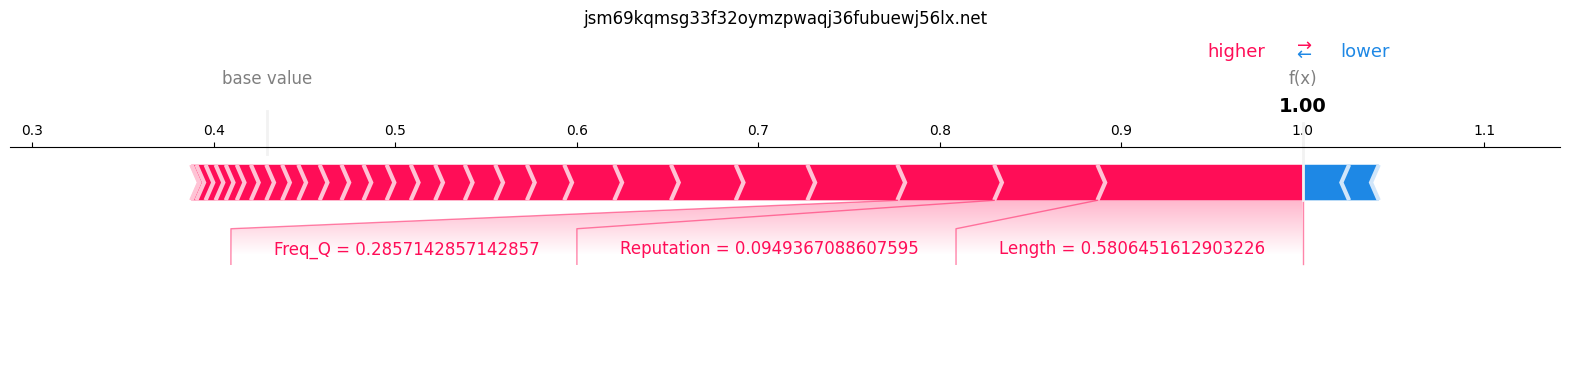 jsm69kqmsg33f32oymzpwaqj36fubuewj56lx.net
higher ⇄ lower
base value f(x)
1.00
0.3 0.4 0.5 0.6 0.7 0.8 0.9 1.0 1.1
Freq_Q = 0.2857142857142857 Reputation = 0.0949367088607595 Length = 0.5806451612903226